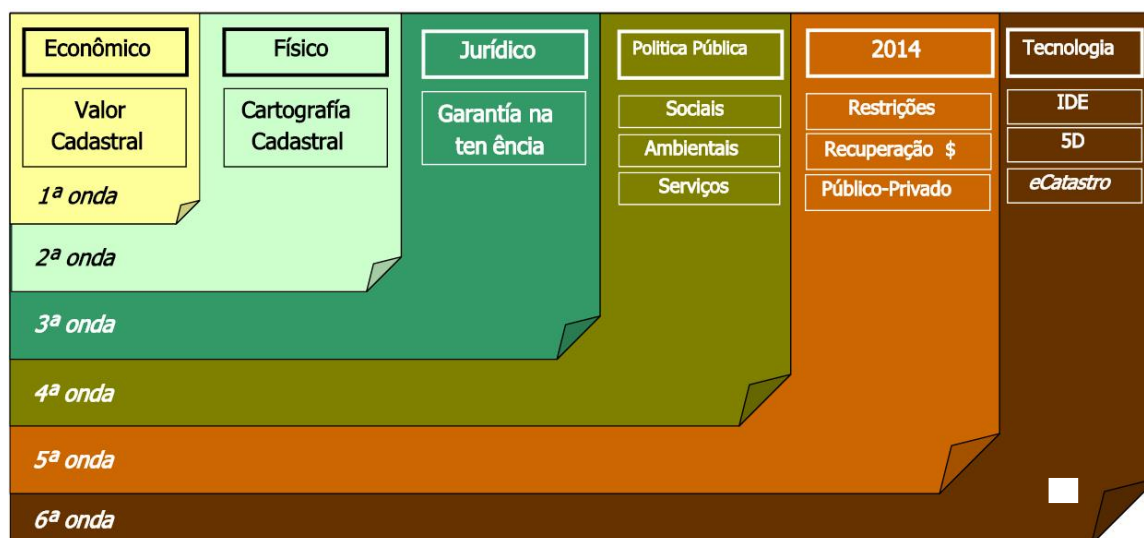 Econômico
Valor
Cadastral
1ª onda
Físico
Cartografía
Cadastral
2ª onda
Jurídico
Garantía na
ten ência
3ª onda
Politica Pública
Sociais
Ambientais
Serviços
4ª onda
2014
Restrições
Recuperação $
Público-Privado
5ª onda
Tecnologia
IDE
5D
eCatastro
6ª onda